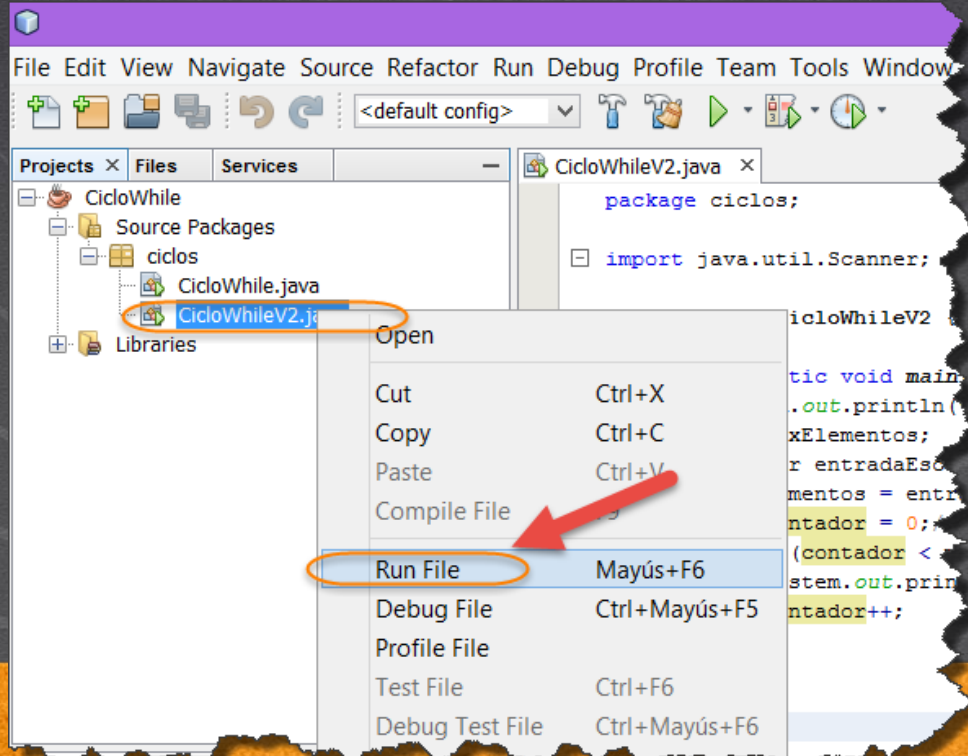 File Edit View Navigate Source Refactor Run Debug Profile Team Tools Window
<default config>
Projects Files Services
CicloWhile
Source Packages
ciclos
CicloWhile.java
CicloWhileV2.ja
Libraries
CicloWhileV2.java
package ciclos;
import java.util.Scanner;
icloWhileV2
tic void main
.out.println(
xElementos;
r entradaEsc
mentos = entr
ntador = 0;
(contador <
stem.out.prin
ntador++;
Open
Cut Ctrl+X
Copy Ctrl+C
Paste Ctrl+V
Compile File F9
Run File Mayús+F6
Debug File Ctrl+Mayús+F5
Profile File
Test File Ctrl+F6
Debug Test File Ctrl+Mayús+F6